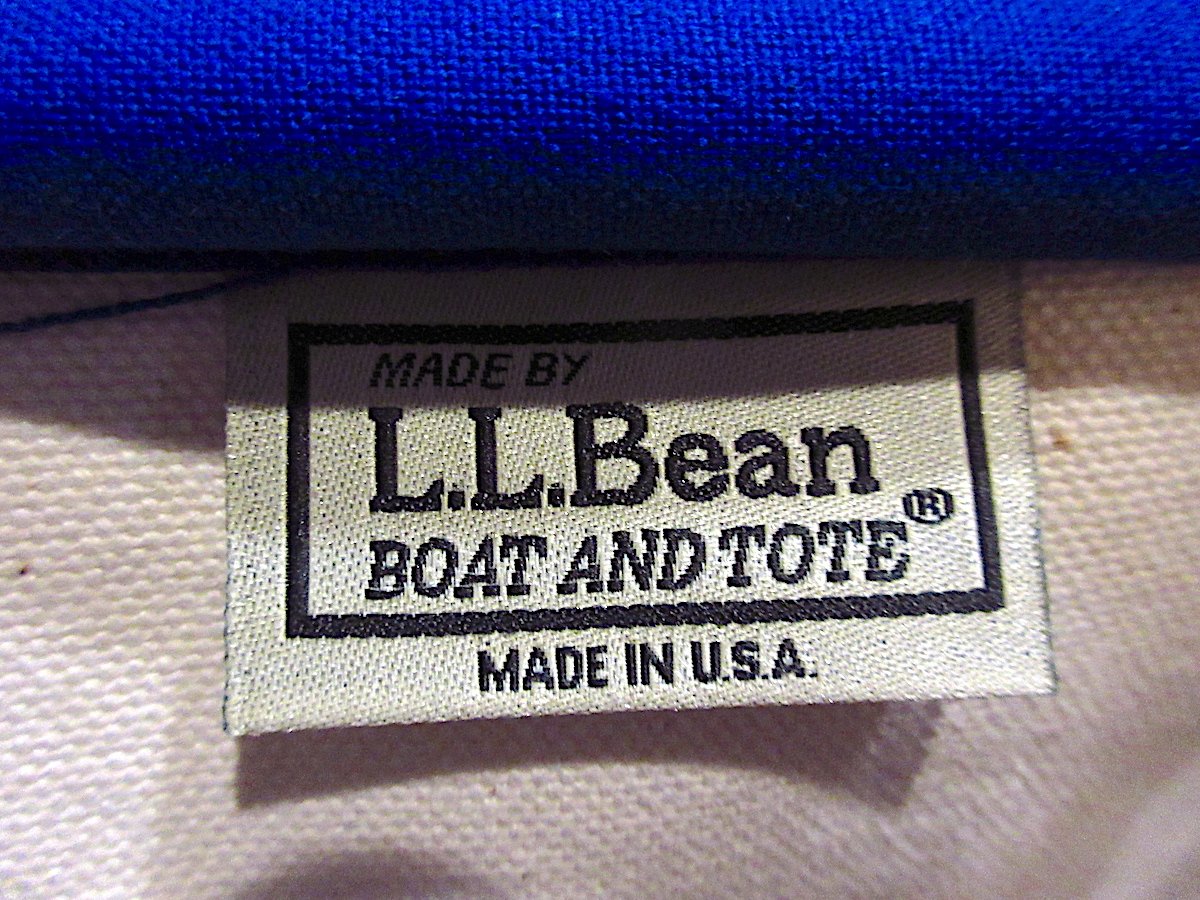 MADE BY
L.L.Bean
BOAT AND TOTE®
MADE IN U.S.A.